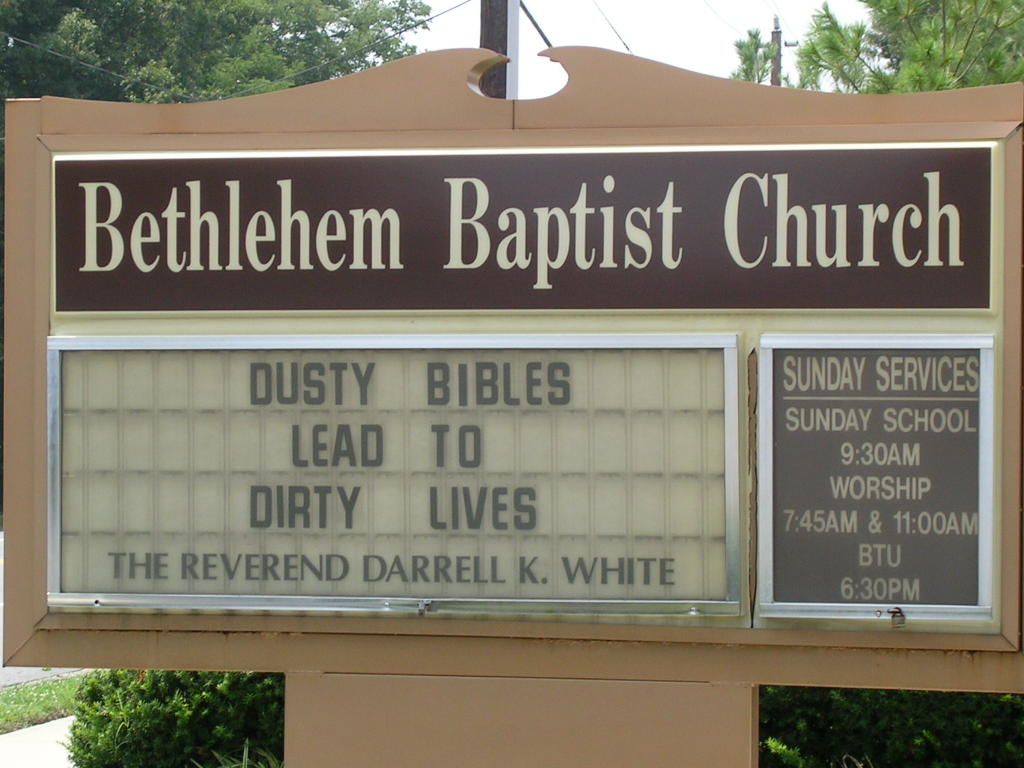 Bethlehem Baptist Church
DUSTY BIBLES
LEAD TO
DIRTY LIVES
THE REVEREND DARRELL K. WHITE
SUNDAY SERVICES
SUNDAY SCHOOL
9:30AM
WORSHIP
7:45AM & 11:00AM
BTU
6:30PM